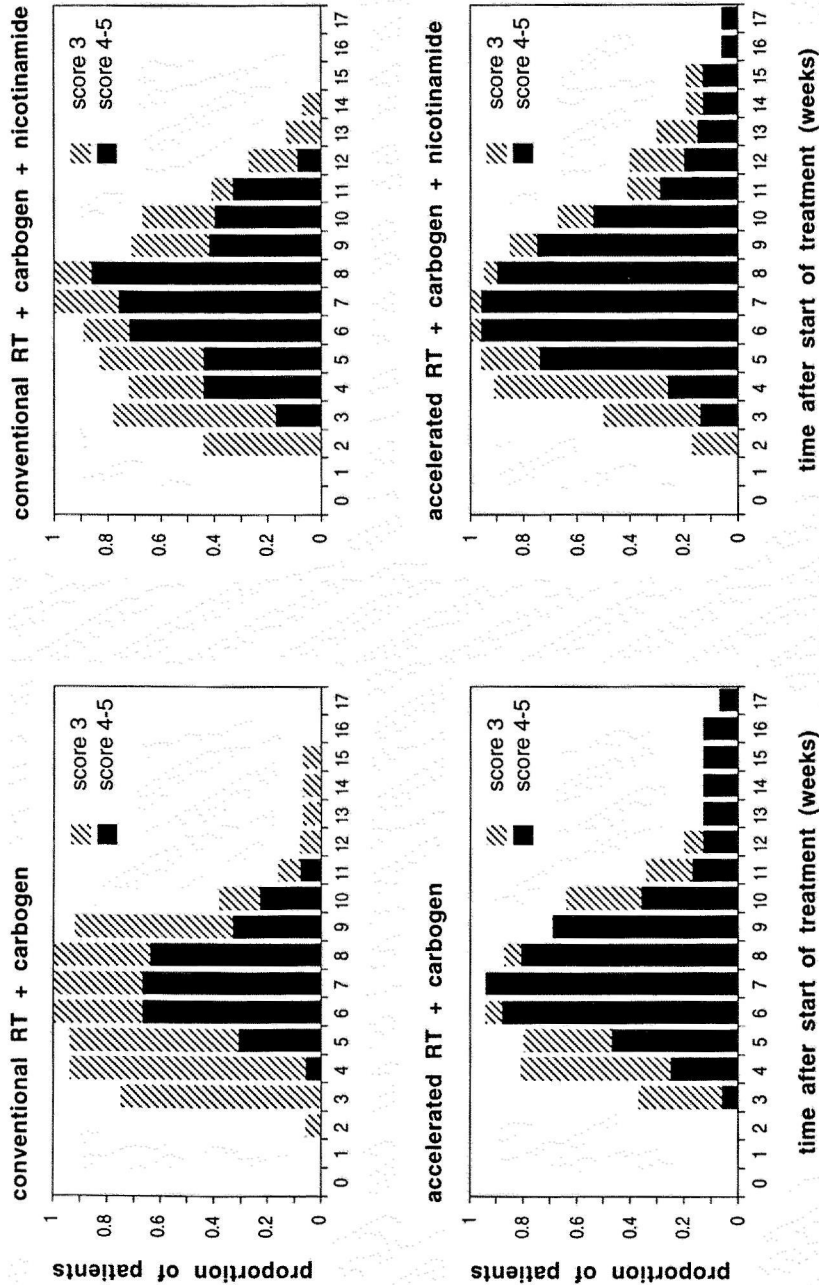 conventional RT + carbogen
score 3
score 4-5
proportion of patients
1
0.8
0.6
0.4
0.2
0
0 1 2 3 4 5 6 7 8 9 10 11 12 13 14 15 16 17
conventional RT + carbogen + nicotinamide
score 3
score 4-5
1
0.8
0.6
0.4
0.2
0
0 1 2 3 4 5 6 7 8 9 10 11 12 13 14 15 16 17
accelerated RT + carbogen
score 3
score 4-5
proportion of patients
1
0.8
0.6
0.4
0.2
0
0 1 2 3 4 5 6 7 8 9 10 11 12 13 14 15 16 17
time after start of treatment (weeks)
accelerated RT + carbogen + nicotinamide
score 3
score 4-5
1
0.8
0.6
0.4
0.2
0
0 1 2 3 4 5 6 7 8 9 10 11 12 13 14 15 16 17
time after start of treatment (weeks)